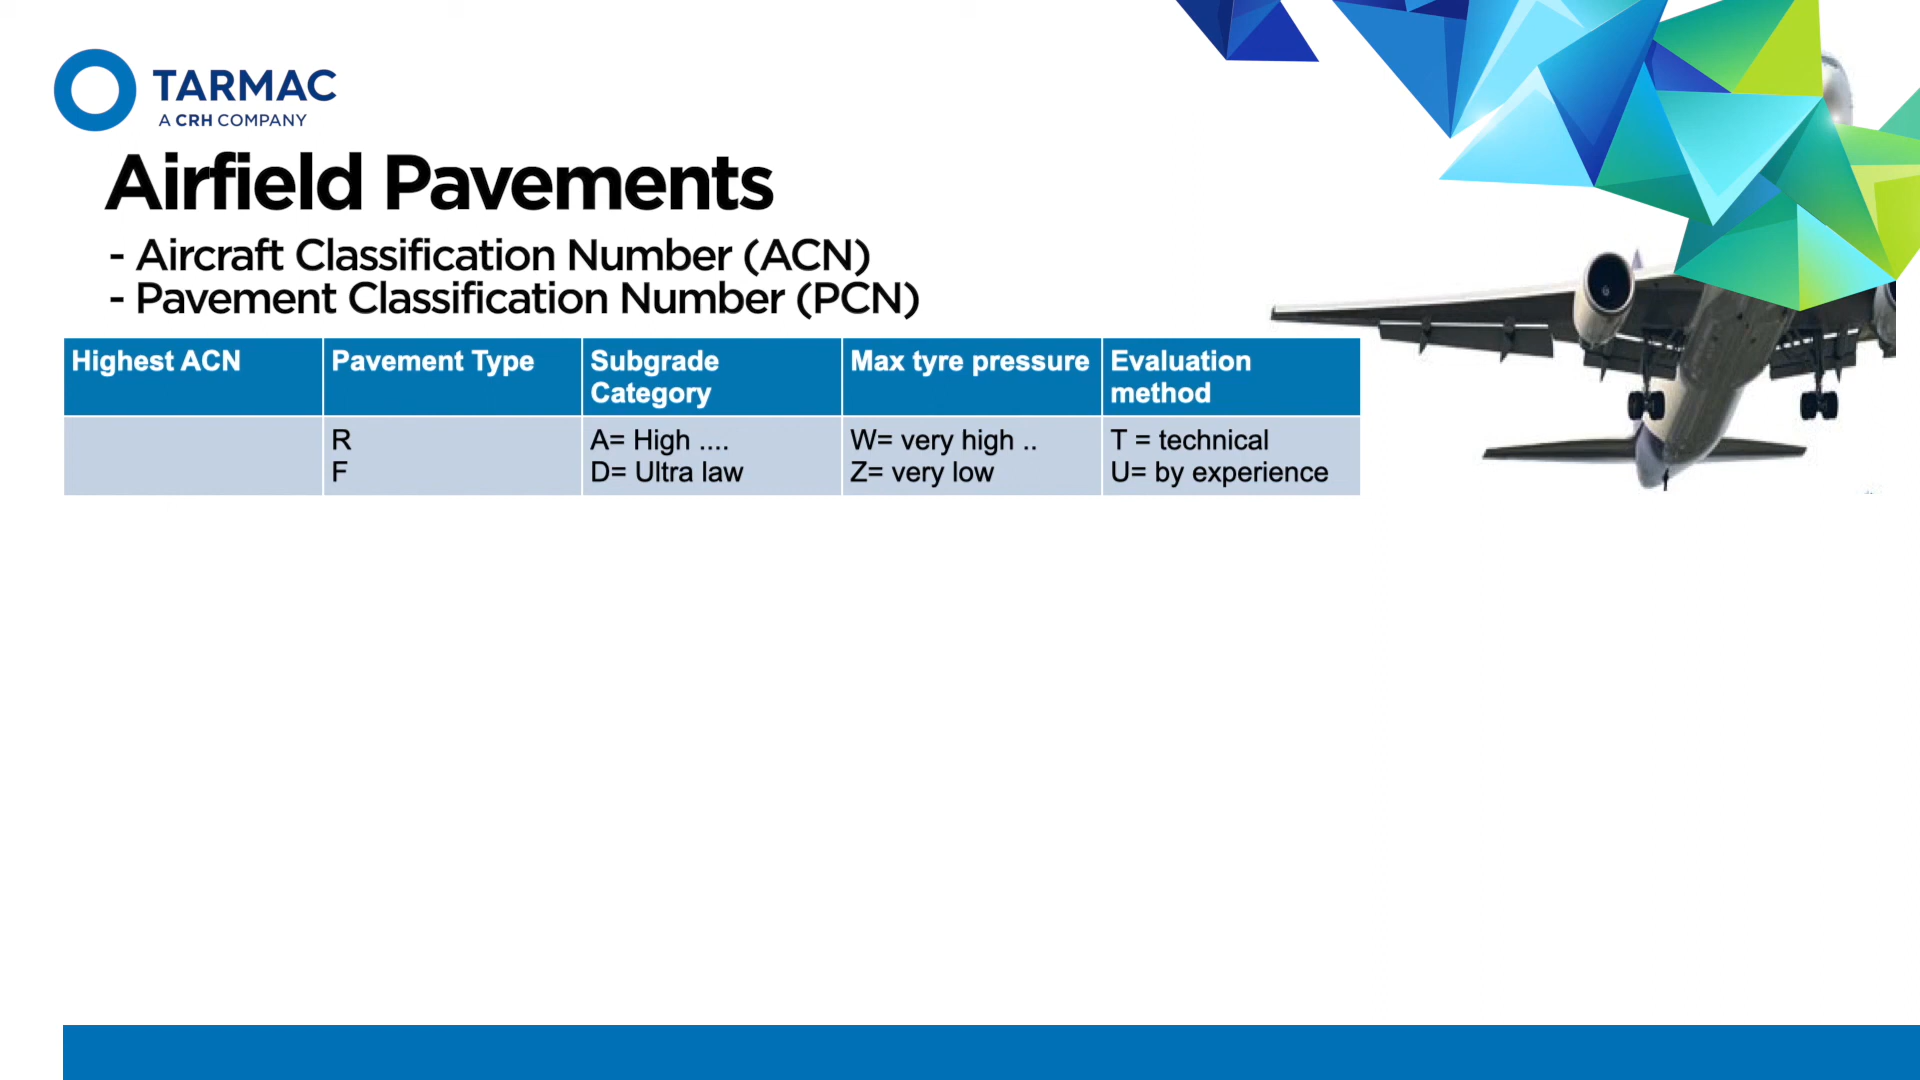 TARMAC
A CRH COMPANY
Airfield Pavements
- Aircraft Classification Number (ACN)
- Pavement Classification Number (PCN)
Highest ACN
Pavement Type
Subgrade
Category
Max tyre pressure
Evaluation
method
R
F
A= High ....
D= Ultra law
W= very high ..
Z= very low
T = technical
U= by experience